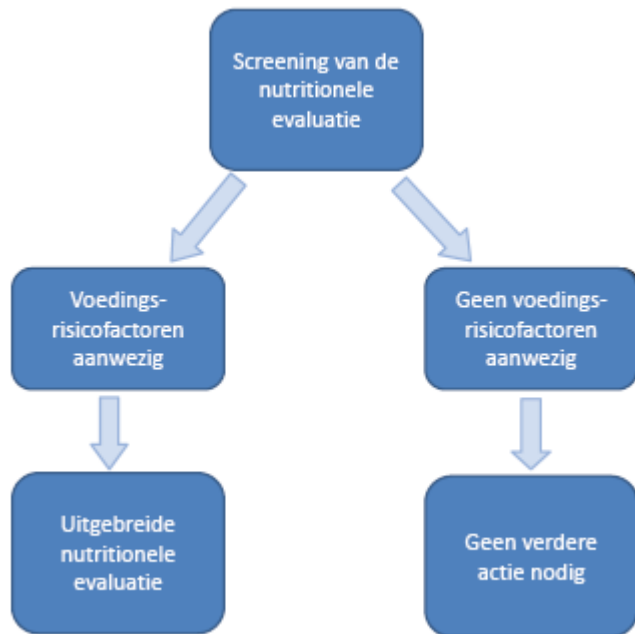 Screening van de
nutritionele
evaluatie
Voedings-
risicofactoren
aanwezig
Geen voedings-
risicofactoren
aanwezig
Uitgebreide
nutritionele
evaluatie
Geen verdere
actie nodig